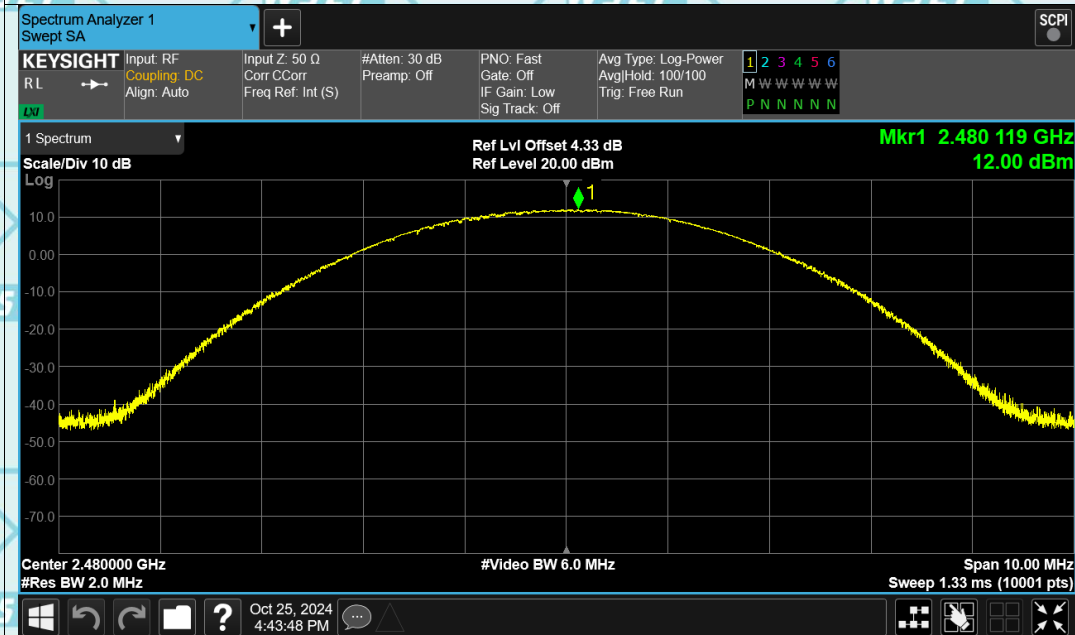 Spectrum Analyzer 1
Swept SA
+
SCPI
KEYSIGHT
R L
LXI
Input: RF
Coupling: DC
Align: Auto
Input Z: 50 Ω
Corr CCorr
Freq Ref: Int (S)
#Atten: 30 dB
Preamp: Off
PNO: Fast
Gate: Off
IF Gain: Low
Sig Track: Off
Avg Type: Log-Power
Avg|Hold: 100/100
Trig: Free Run
1 2 3 4 5 6
M W W W W W
P N N N N N
1 Spectrum
Scale/Div 10 dB
Log
Ref Lvl Offset 4.33 dB
Ref Level 20.00 dBm
Mkr1 2.480 119 GHz
12.00 dBm
1
10.0
0.00
-10.0
-20.0
-30.0
-40.0
-50.0
-60.0
-70.0
Center 2.480000 GHz
#Res BW 2.0 MHz
#Video BW 6.0 MHz
Span 10.00 MHz
Sweep 1.33 ms (10001 pts)
?
Oct 25, 2024
4:43:48 PM